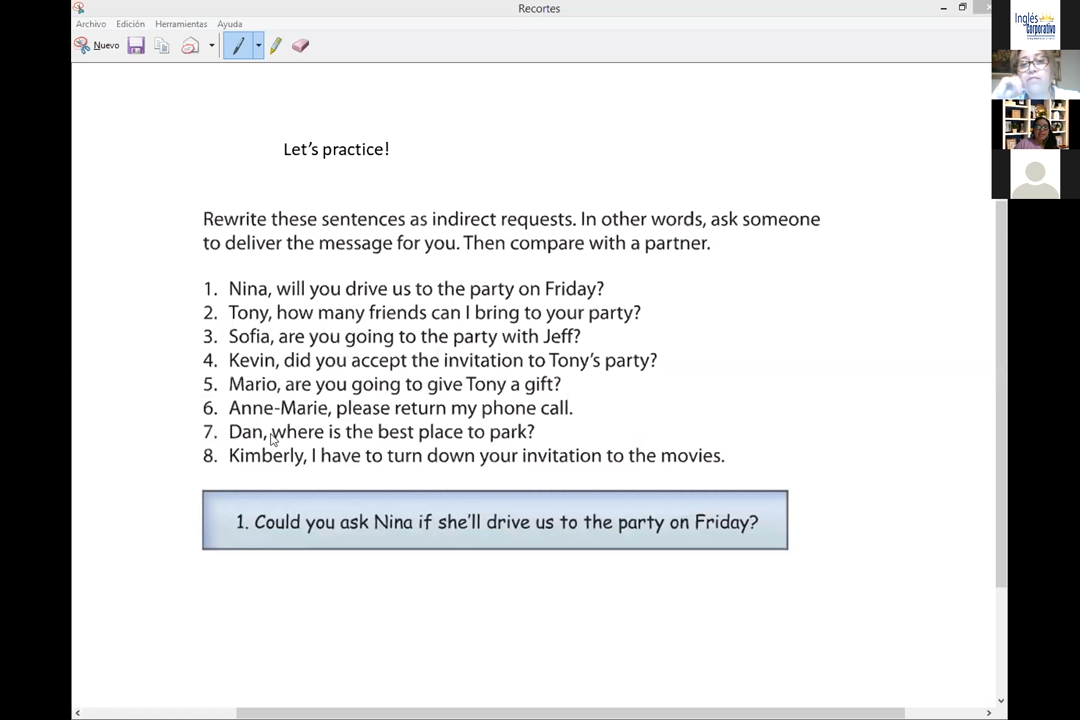 Recortes
Archivo Edición Herramientas Ayuda
Nuevo
Inglés
Corporativo
Let's practice!
Rewrite these sentences as indirect requests. In other words, ask someone
to deliver the message for you. Then compare with a partner.
1. Nina, will you drive us to the party on Friday?
2. Tony, how many friends can I bring to your party?
3. Sofia, are you going to the party with Jeff?
4. Kevin, did you accept the invitation to Tony's party?
5. Mario, are you going to give Tony a gift?
6. Anne-Marie, please return my phone call.
7. Dan, where is the best place to park?
8. Kimberly, I have to turn down your invitation to the movies.
1. Could you ask Nina if she'll drive us to the party on Friday?